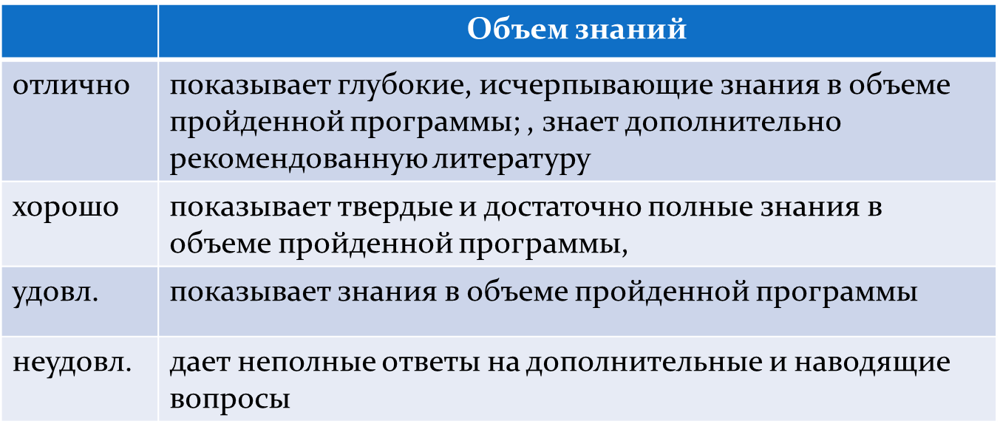 Объем знаний
отлично
показывает глубокие, исчерпывающие знания в объеме
пройденной программы; , знает дополнительно
рекомендованную литературу
хорошо
показывает твердые и достаточно полные знания в
объеме пройденной программы,
удовл.
показывает знания в объеме пройденной программы
неудовл.
дает неполные ответы на дополнительные и наводящие
вопросы